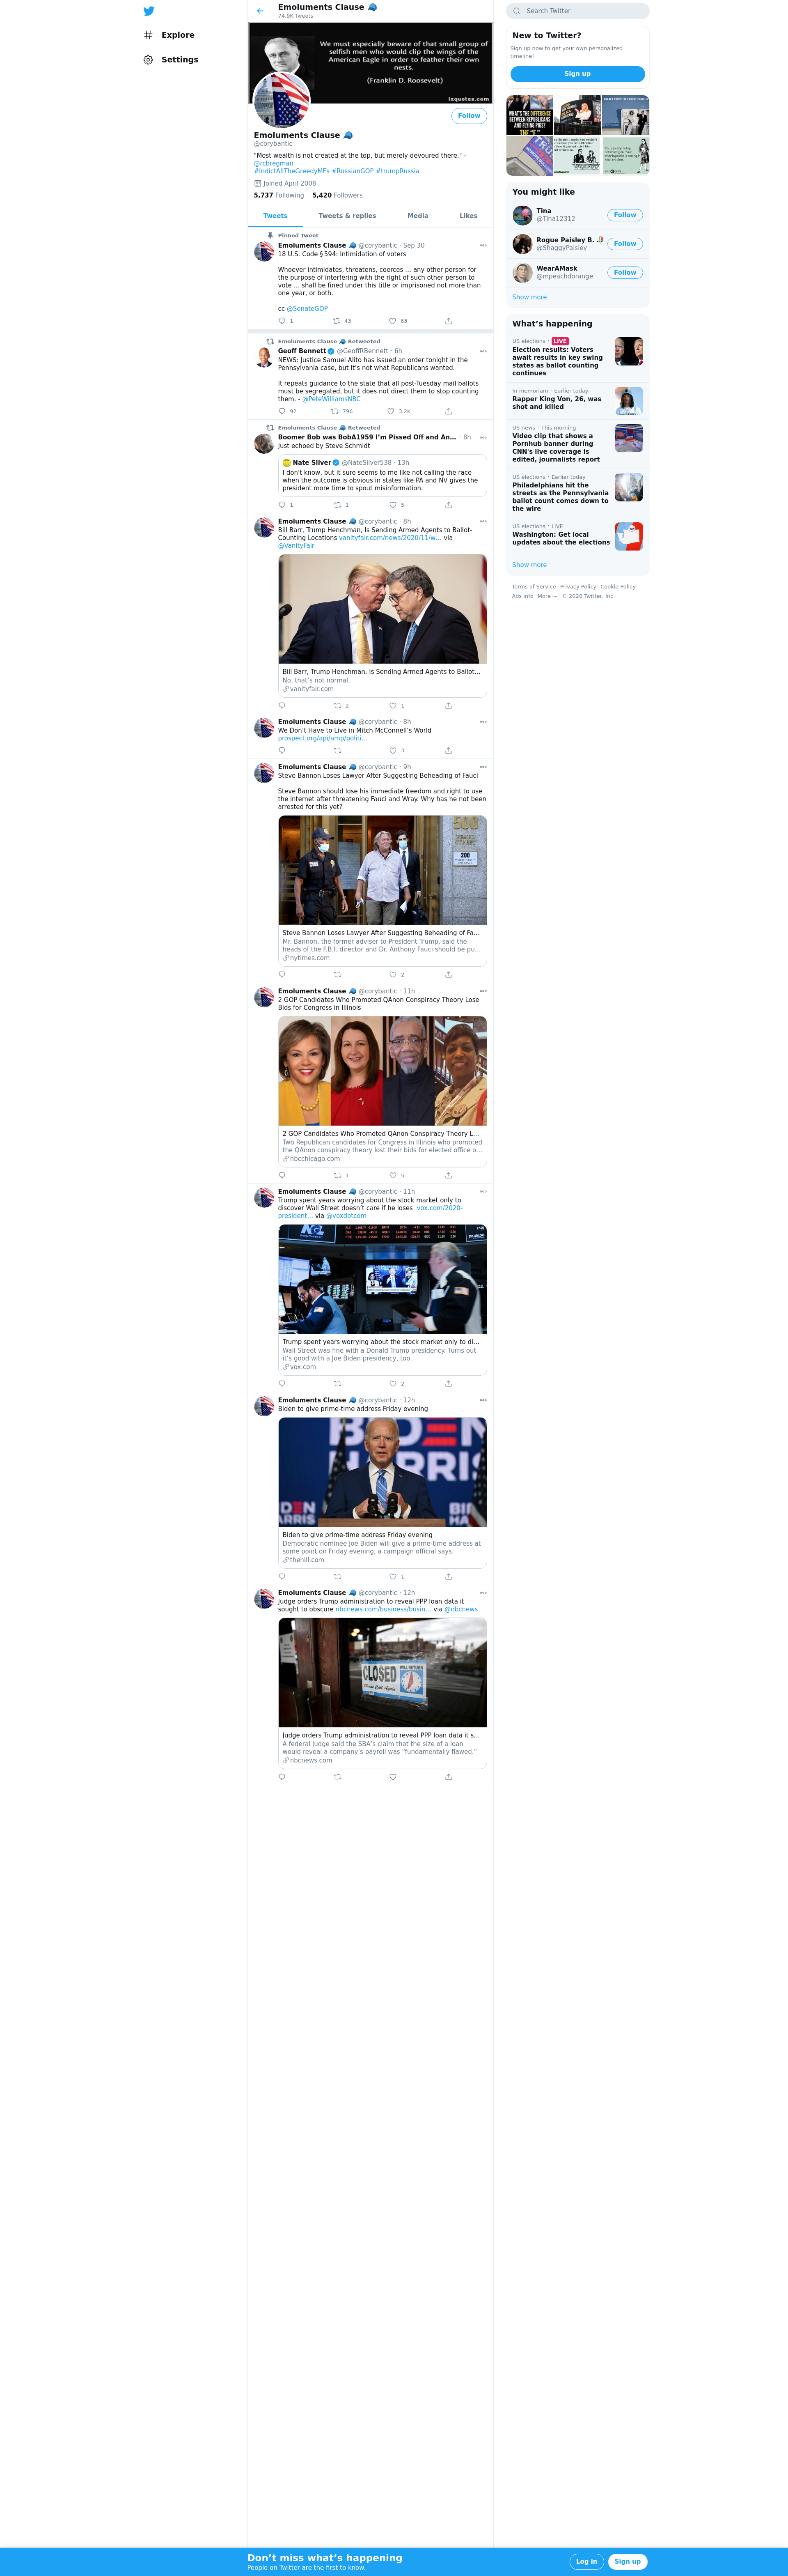 Explore
Settings
Emoluments Clause
74.9K Tweets
We must especially beware of that small group of
selfish men who would clip the wings of the
American Eagle in order to feather their own
nests.
(Franklin D. Roosevelt)
izquotes.com
Follow
Emoluments Clause
@corybantic
"Most wealth is not created at the top, but merely devoured there." -
@rcbregman
#IndictAllTheGreedyMFs #RussianGOP #trumpRussia
Joined April 2008
5,737 Following 5,420 Followers
Tweets Tweets & replies Media Likes
Pinned Tweet
Emoluments Clause @corybantic · Sep 30
18 U.S. Code § 594: Intimidation of voters
Whoever intimidates, threatens, coerces ... any other person for
the purpose of interfering with the right of such other person to
vote ... shall be fined under this title or imprisoned not more than
one year, or both.
cc @SenateGOP
1 43 63
Emoluments Clause Retweeted
Geoff Bennett @GeoffRBennett · 6h
NEWS: Justice Samuel Alito has issued an order tonight in the
Pennsylvania case, but it's not what Republicans wanted.
It repeats guidance to the state that all post-Tuesday mail ballots
must be segregated, but it does not direct them to stop counting
them. - @PeteWilliamsNBC
92 796 3.2K
Emoluments Clause Retweeted
Boomer Bob was BobA1959 I'm Pissed Off and An... · 8h
Just echoed by Steve Schmidt
Nate Silver @NateSilver538 · 13h
I don't know, but it sure seems to me like not calling the race
when the outcome is obvious in states like PA and NV gives the
president more time to spout misinformation.
1 1 5
Emoluments Clause @corybantic · 8h
Bill Barr, Trump Henchman, Is Sending Armed Agents to Ballot-
Counting Locations vanityfair.com/news/2020/11/w... via
@VanityFair
Bill Barr, Trump Henchman, Is Sending Armed Agents to Ballot...
No, that's not normal.
vanityfair.com
2 1
Emoluments Clause @corybantic · 8h
We Don't Have to Live in Mitch McConnell's World
prospect.org/api/amp/politi...
3
Emoluments Clause @corybantic · 9h
Steve Bannon Loses Lawyer After Suggesting Beheading of Fauci
Steve Bannon should lose his immediate freedom and right to use
the internet after threatening Fauci and Wray. Why has he not been
arrested for this yet?
500
PEARL
STREET
200
Steve Bannon Loses Lawyer After Suggesting Beheading of Fa...
Mr. Bannon, the former adviser to President Trump, said the
heads of the F.B.I. director and Dr. Anthony Fauci should be pu...
nytimes.com
2
Emoluments Clause @corybantic · 11h
2 GOP Candidates Who Promoted QAnon Conspiracy Theory Lose
Bids for Congress in Illinois
2 GOP Candidates Who Promoted QAnon Conspiracy Theory L...
Two Republican candidates for Congress in Illinois who promoted
the QAnon conspiracy theory lost their bids for elected office o...
nbcchicago.com
1 5
Emoluments Clause @corybantic · 11h
Trump spent years worrying about the stock market only to
discover Wall Street doesn't care if he loses vox.com/2020-
president... via @voxdotcom
Trump spent years worrying about the stock market only to di...
Wall Street was fine with a Donald Trump presidency. Turns out
it's good with a Joe Biden presidency, too.
vox.com
2
Emoluments Clause @corybantic · 12h
Biden to give prime-time address Friday evening
BIDEN
HARRIS
Biden to give prime-time address Friday evening
Democratic nominee Joe Biden will give a prime-time address at
some point on Friday evening, a campaign official says.
thehill.com
1
Emoluments Clause @corybantic · 12h
Judge orders Trump administration to reveal PPP loan data it
sought to obscure nbcnews.com/business/busin... via @nbcnews
CLOSED
WILL RETURN
Please Call Again
Judge orders Trump administration to reveal PPP loan data it s...
A federal judge said the SBA's claim that the size of a loan
would reveal a company's payroll was "fundamentally flawed."
nbcnews.com
Search Twitter
New to Twitter?
Sign up now to get your own personalized
timeline!
Sign up
WHAT'S THE DIFFERENCE
BETWEEN REPUBLICANS
AND FLYING PIGS?
You might like
Tina
@Tina12312
Follow
Rogue Paisley B.
@ShaggyPaisley
Follow
WearAMask
@mpeachdorange
Follow
Show more
What's happening
US elections · LIVE
Election results: Voters
await results in key swing
states as ballot counting
continues
In memoriam · Earlier today
Rapper King Von, 26, was
shot and killed
US news · This morning
Video clip that shows a
Pornhub banner during
CNN's live coverage is
edited, journalists report
US elections · Earlier today
Philadelphians hit the
streets as the Pennsylvania
ballot count comes down to
the wire
US elections · LIVE
Washington: Get local
updates about the elections
Show more
Terms of Service Privacy Policy Cookie Policy
Ads info More ••• © 2020 Twitter, Inc.
Don't miss what's happening
People on Twitter are the first to know.
Log in
Sign up